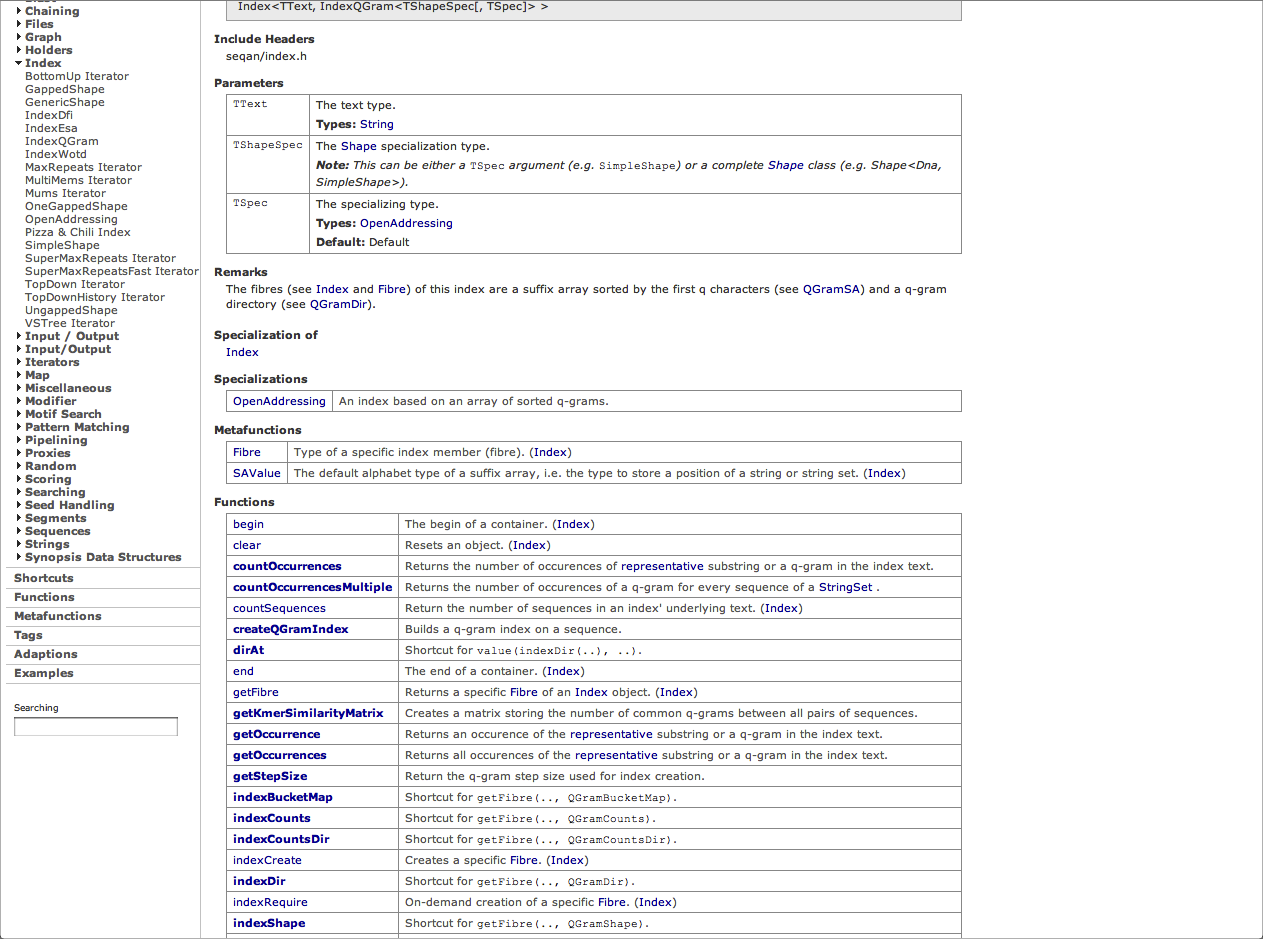 Chaining
Files
Graph
Holders
Index
BottomUp Iterator
GappedShape
GenericShape
IndexDfi
IndexEsa
IndexQGram
IndexWotd
MaxRepeats Iterator
MultiMems Iterator
Mums Iterator
OneGappedShape
OpenAddressing
Pizza & Chili Index
SimpleShape
SuperMaxRepeats Iterator
SuperMaxRepeatsFast Iterator
TopDown Iterator
TopDownHistory Iterator
UngappedShape
VSTree Iterator
Input / Output
Input/Output
Iterators
Map
Miscellaneous
Modifier
Motif Search
Pattern Matching
Pipelining
Proxies
Random
Scoring
Searching
Seed Handling
Segments
Sequences
Strings
Synopsis Data Structures
Shortcuts
Functions
Metafunctions
Tags
Adaptions
Examples
Searching
Index<TText, IndexQGram<TShapeSpec[, TSpec]> >
Include Headers
seqan/index.h
Parameters
TText The text type.
Types: String
TShapeSpec The Shape specialization type.
Note: This can be either a TSpec argument (e.g. SimpleShape) or a complete Shape class (e.g. Shape<Dna,
SimpleShape>).
TSpec The specializing type.
Types: OpenAddressing
Default: Default
Remarks
The fibres (see Index and Fibre) of this index are a suffix array sorted by the first q characters (see QGramSA) and a q-gram
directory (see QGramDir).
Specialization of
Index
Specializations
OpenAddressing An index based on an array of sorted q-grams.
Metafunctions
Fibre Type of a specific index member (fibre). (Index)
SAValue The default alphabet type of a suffix array, i.e. the type to store a position of a string or string set. (Index)
Functions
begin The begin of a container. (Index)
clear Resets an object. (Index)
countOccurrences Returns the number of occurences of representative substring or a q-gram in the index text.
countOccurrencesMultiple Returns the number of occurences of a q-gram for every sequence of a StringSet .
countSequences Return the number of sequences in an index' underlying text. (Index)
createQGramIndex Builds a q-gram index on a sequence.
dirAt Shortcut for value(indexDir(..), ..).
end The end of a container. (Index)
getFibre Returns a specific Fibre of an Index object. (Index)
getKmerSimilarityMatrix Creates a matrix storing the number of common q-grams between all pairs of sequences.
getOccurrence Returns an occurence of the representative substring or a q-gram in the index text.
getOccurrences Returns all occurences of the representative substring or a q-gram in the index text.
getStepSize Return the q-gram step size used for index creation.
indexBucketMap Shortcut for getFibre(.., QGramBucketMap).
indexCounts Shortcut for getFibre(.., QGramCounts).
indexCountsDir Shortcut for getFibre(.., QGramCountsDir).
indexCreate Creates a specific Fibre. (Index)
indexDir Shortcut for getFibre(.., QGramDir).
indexRequire On-demand creation of a specific Fibre. (Index)
indexShape Shortcut for getFibre(.., QGramShape).